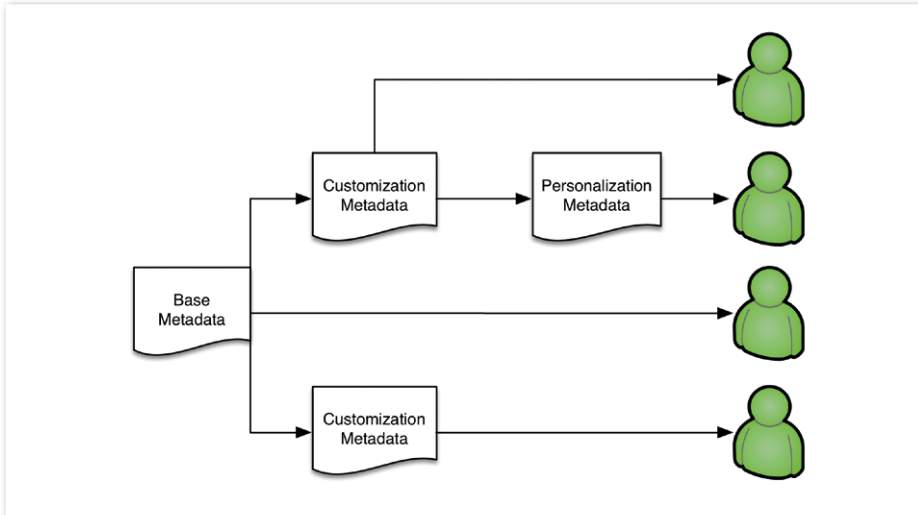 Customization
Metadata
Personalization
Metadata
Base
Metadata
Customization
Metadata